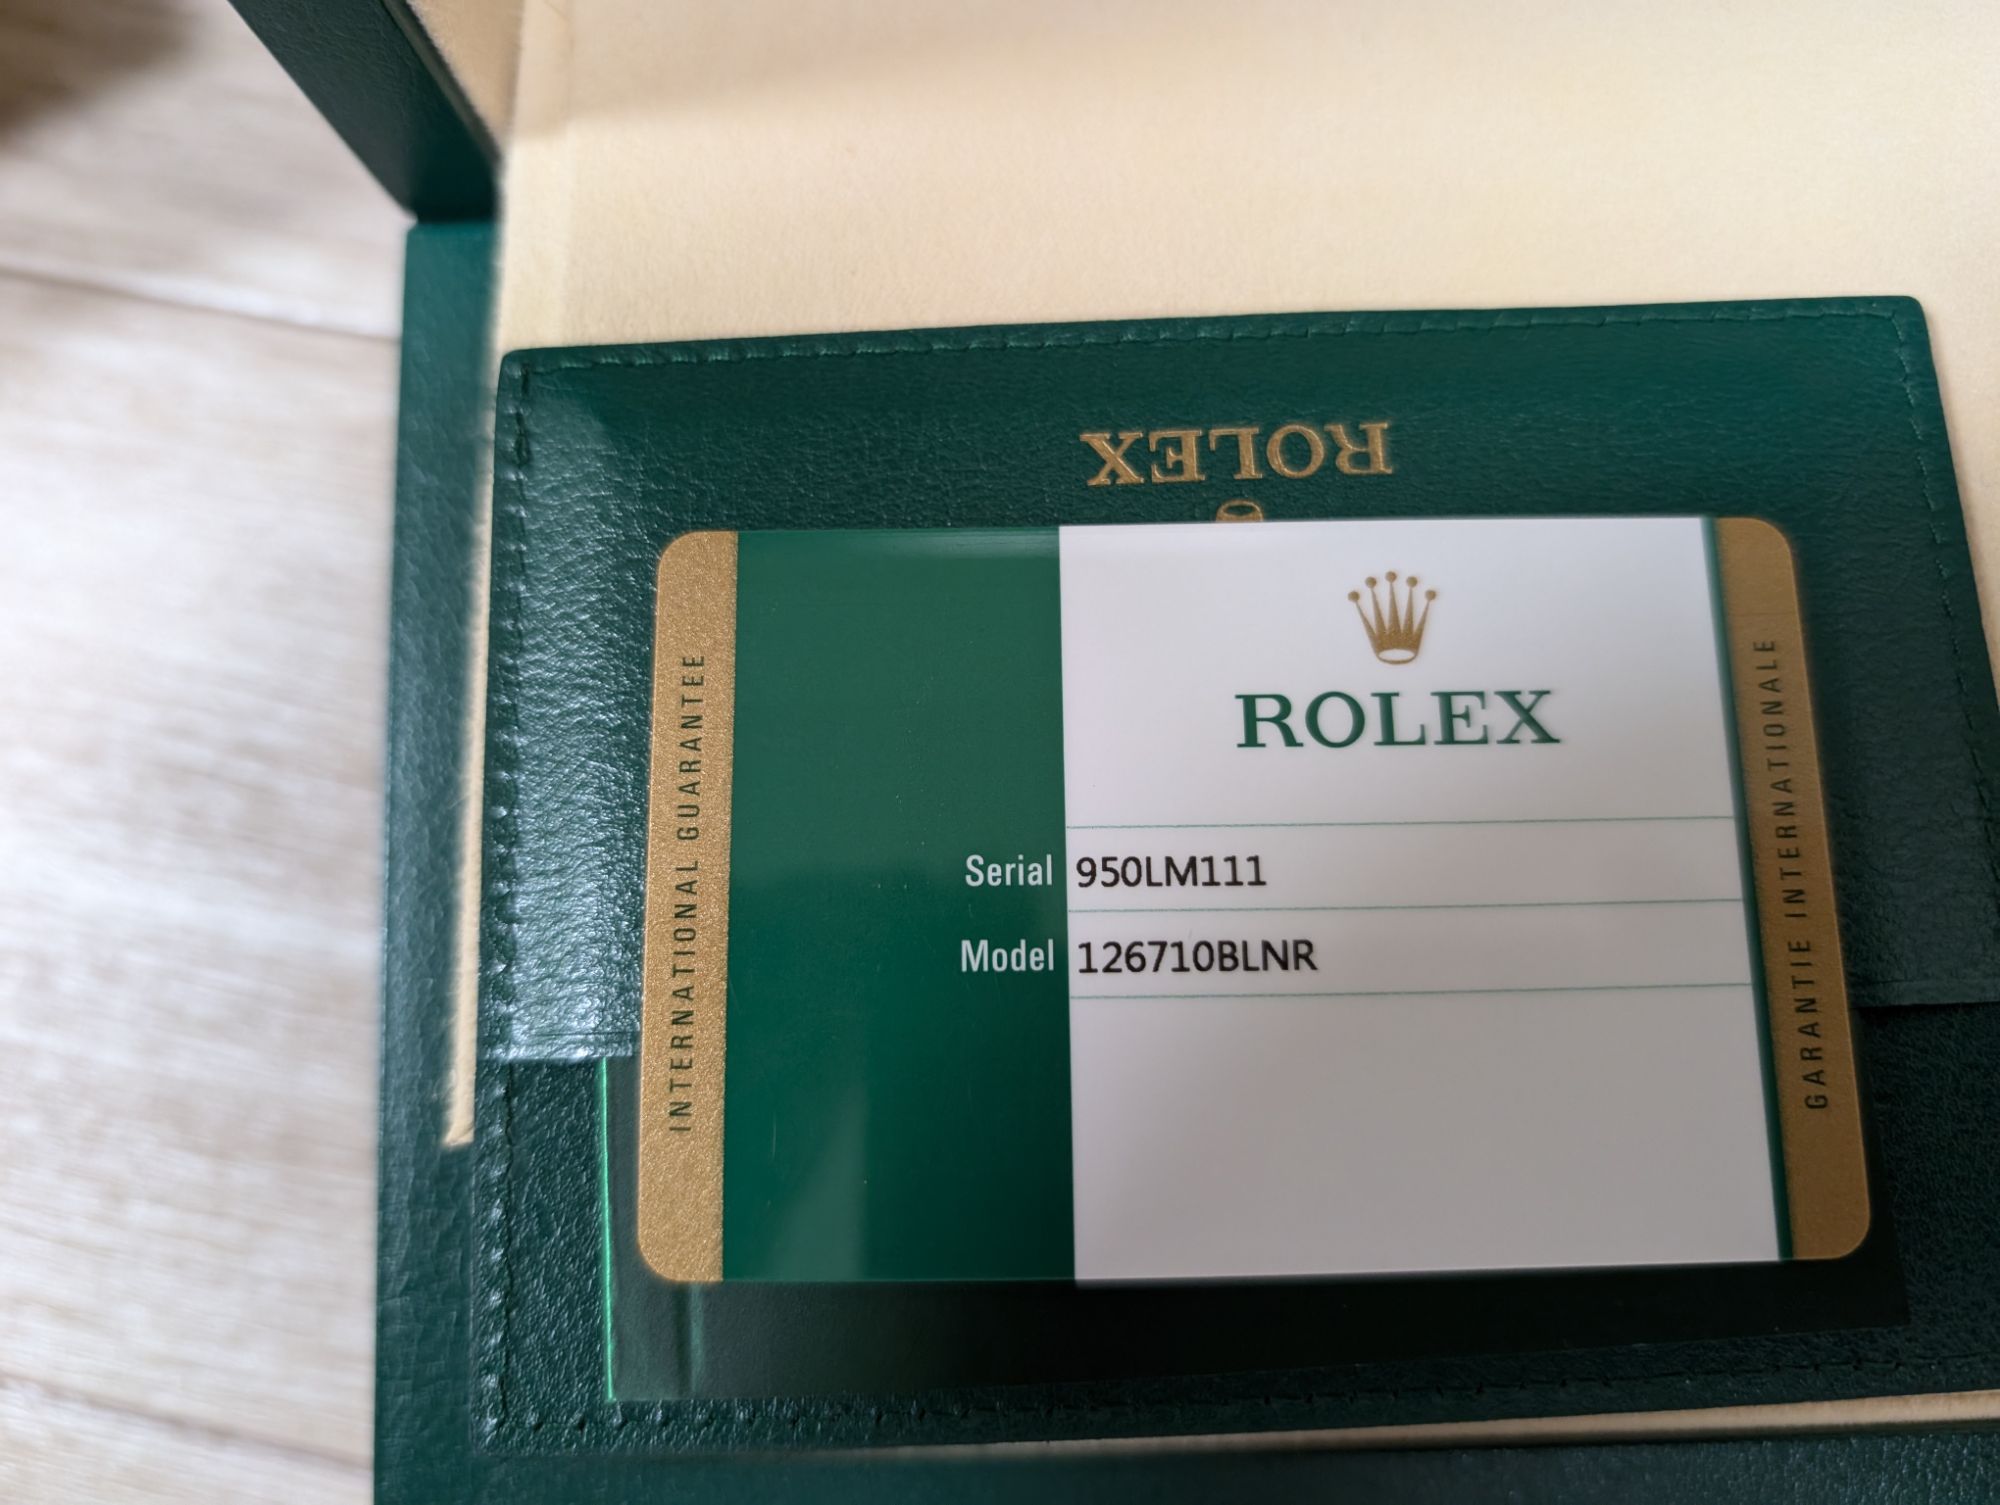 ROLEX
ROLEX
INTERNATIONAL GUARANTEE
Serial 950LM111
Model 126710BLNR
GARANTIE INTERNATIONALE